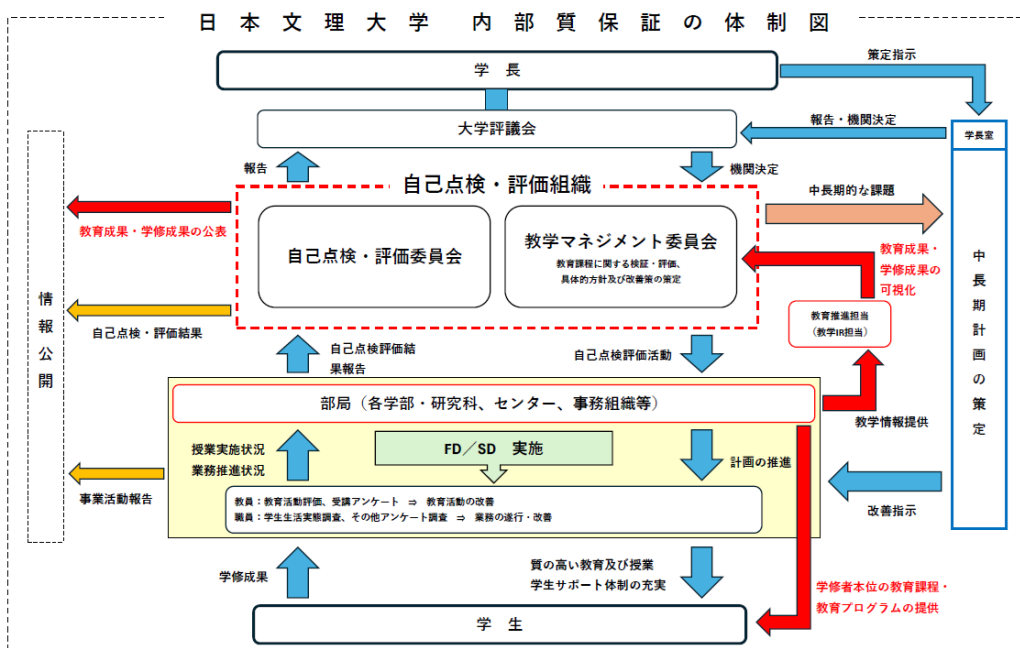 日本文理大学 内部質保証の体制図
学 長
策定指示
大学評議会
報告・機関決定
学長室
報告
機関決定
自己点検・評価組織
中長期的な課題
教育成果・学修成果の公表
自己点検・評価委員会
教学マネジメント委員会
教育課程に関する検証・評価、
具体的方針及び改善策の策定
教育成果・
学修成果の
可視化
中長期計画の策定
情報公開
自己点検・評価結果
教育推進担当
(教学IR担当)
自己点検評価結
果報告
自己点検評価活動
部局(各学部・研究科、センター、事務組織等)
教学情報提供
授業実施状況
業務推進状況
FD/SD 実施
計画の推進
事業活動報告
教員:教育活動評価、受講アンケート ⇒ 教育活動の改善
職員:学生生活実態調査、その他アンケート調査 ⇒ 業務の遂行・改善
改善指示
学修成果
質の高い教育及び授業
学生サポート体制の充実
学修者本位の教育課程・
教育プログラムの提供
学 生